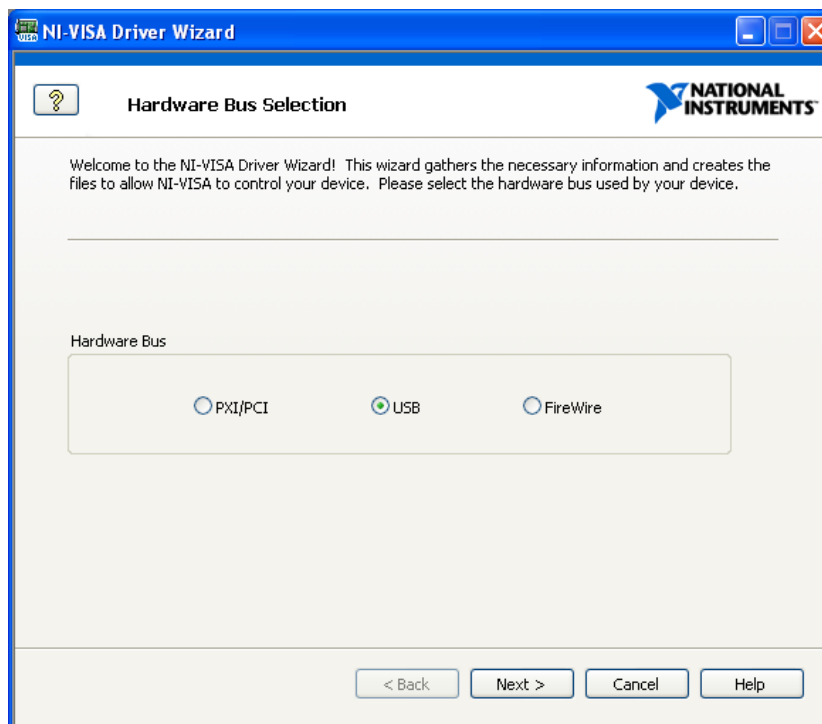 NI-VISA Driver Wizard
?
Hardware Bus Selection
NATIONAL
INSTRUMENTS™
Welcome to the NI-VISA Driver Wizard!  This wizard gathers the necessary information and creates the
files to allow NI-VISA to control your device.  Please select the hardware bus used by your device.
Hardware Bus
PXI/PCI
USB
FireWire
< Back
Next >
Cancel
Help